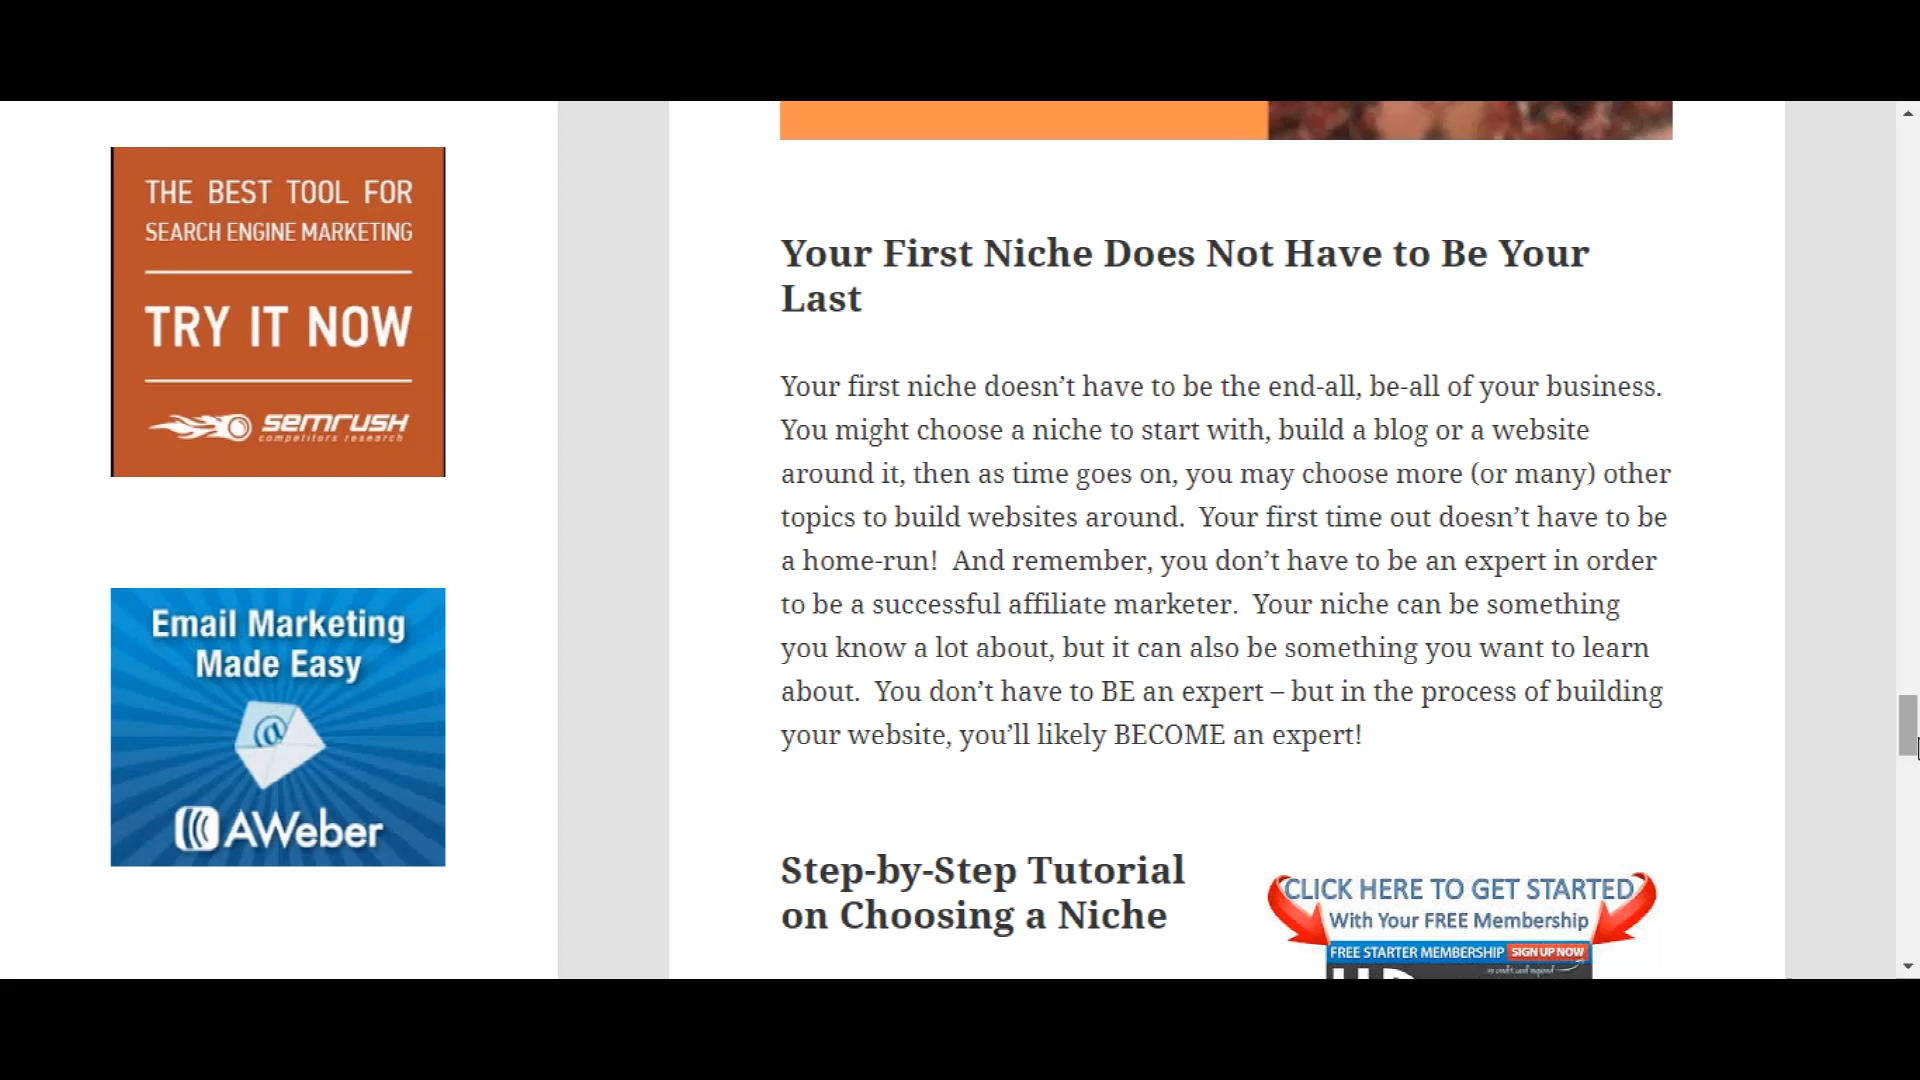 THE BEST TOOL FOR
SEARCH ENGINE MARKETING
TRY IT NOW
semrush
competitors research
Email Marketing
Made Easy
@
AWeber
Your First Niche Does Not Have to Be Your
Last
Your first niche doesn’t have to be the end-all, be-all of your business.
You might choose a niche to start with, build a blog or a website
around it, then as time goes on, you may choose more (or many) other
topics to build websites around.  Your first time out doesn’t have to be
a home-run!  And remember, you don’t have to be an expert in order
to be a successful affiliate marketer.  Your niche can be something
you know a lot about, but it can also be something you want to learn
about.  You don’t have to BE an expert – but in the process of building
your website, you’ll likely BECOME an expert!
Step-by-Step Tutorial
on Choosing a Niche
CLICK HERE TO GET STARTED
With Your FREE Membership
FREE STARTER MEMBERSHIP SIGN UP NOW
no credit card required